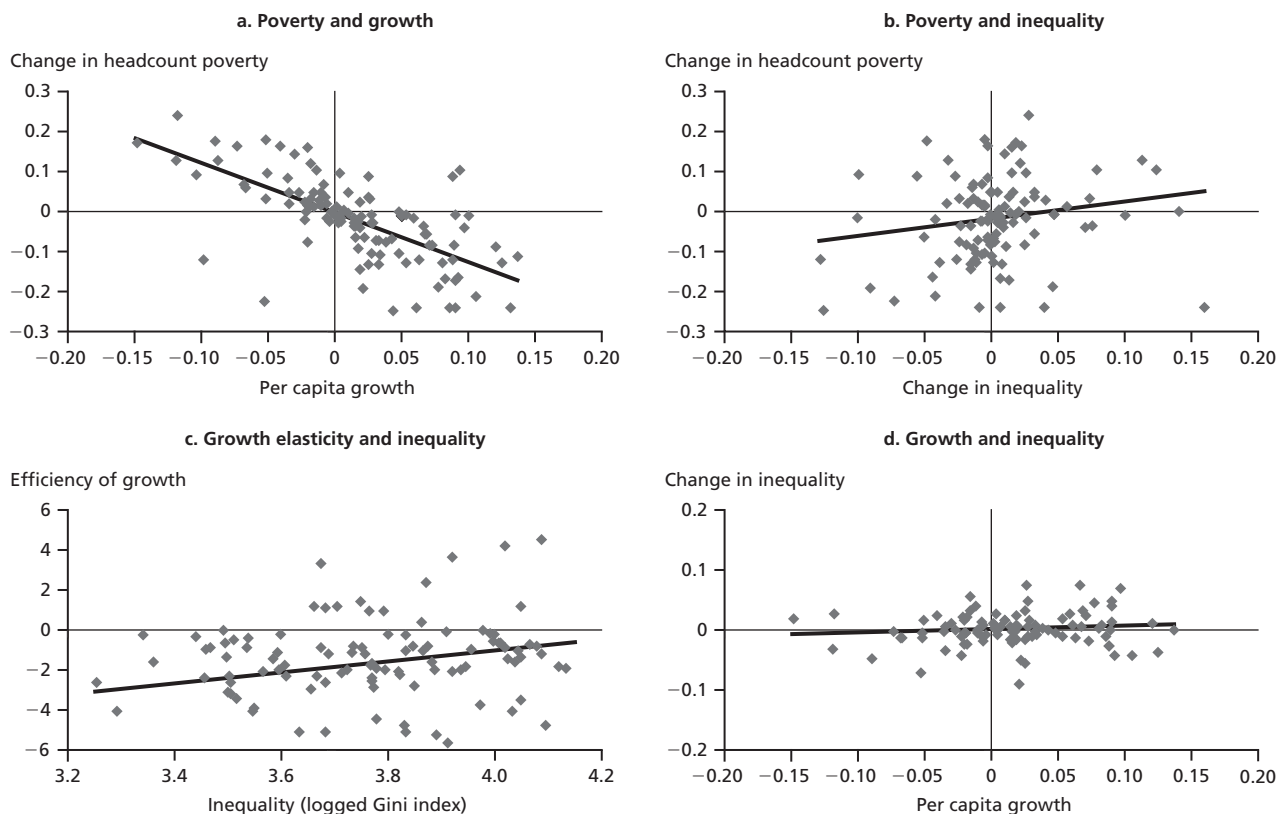 a. Poverty and growth
Change in headcount poverty
0.3
0.2
0.1
0
−0.1
−0.2
−0.3
−0.20 −0.15 −0.10 −0.05 0 0.05 0.10 0.15 0.20
Per capita growth
b. Poverty and inequality
Change in headcount poverty
0.3
0.2
0.1
0
−0.1
−0.2
−0.3
−0.20 −0.15 −0.10 −0.05 0 0.05 0.10 0.15 0.20
Change in inequality
c. Growth elasticity and inequality
Efficiency of growth
6
4
2
0
−2
−4
−6
3.2 3.4 3.6 3.8 4.0 4.2
Inequality (logged Gini index)
d. Growth and inequality
Change in inequality
0.2
0.1
0
−0.1
−0.2
−0.20 −0.15 −0.10 −0.05 0 0.05 0.10 0.15 0.20
Per capita growth